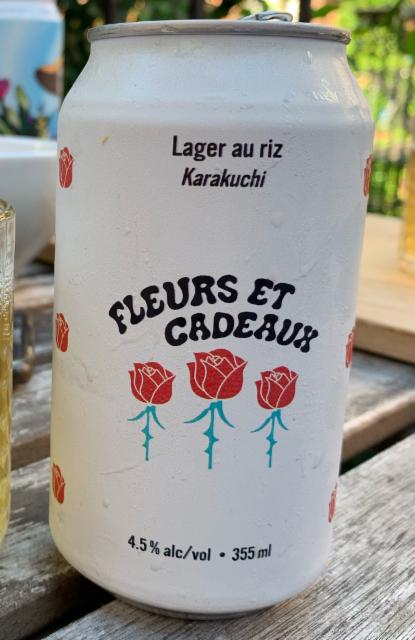 Lager au riz
Karakuchi
FLEURS ET
CADEAUX
4.5 % alc/vol • 355 ml